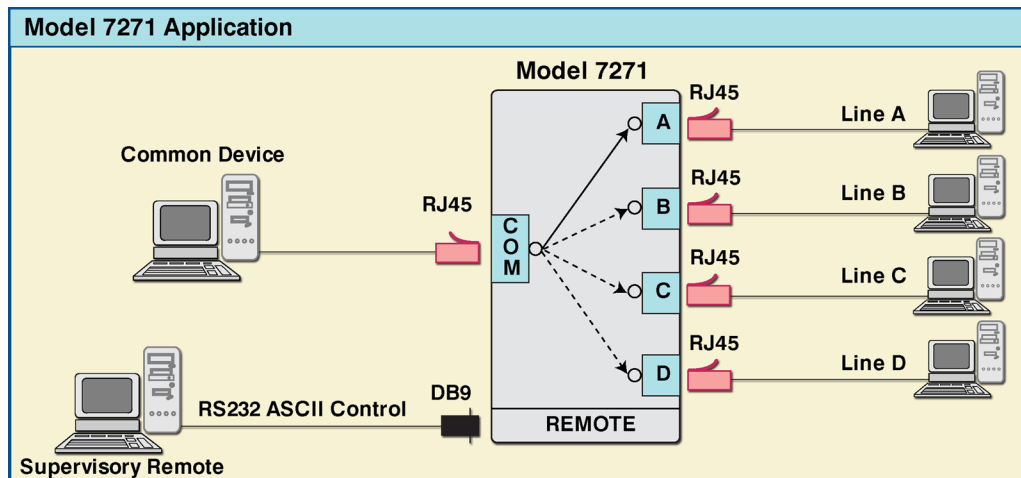 Model 7271 Application
Model 7271
Common Device
RJ45
C
O
M
A
RJ45
Line A
B
RJ45
Line B
C
RJ45
Line C
D
RJ45
Line D
REMOTE
DB9
RS232 ASCII Control
Supervisory Remote